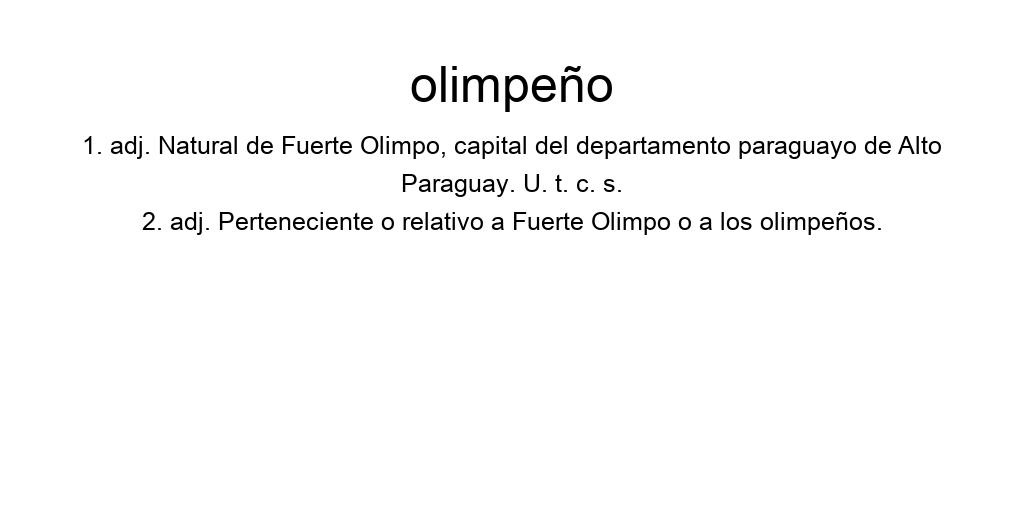 olimpeño
1. adj. Natural de Fuerte Olimpo, capital del departamento paraguayo de Alto
Paraguay. U. t. c. s.
2. adj. Perteneciente o relativo a Fuerte Olimpo o a los olimpeños.